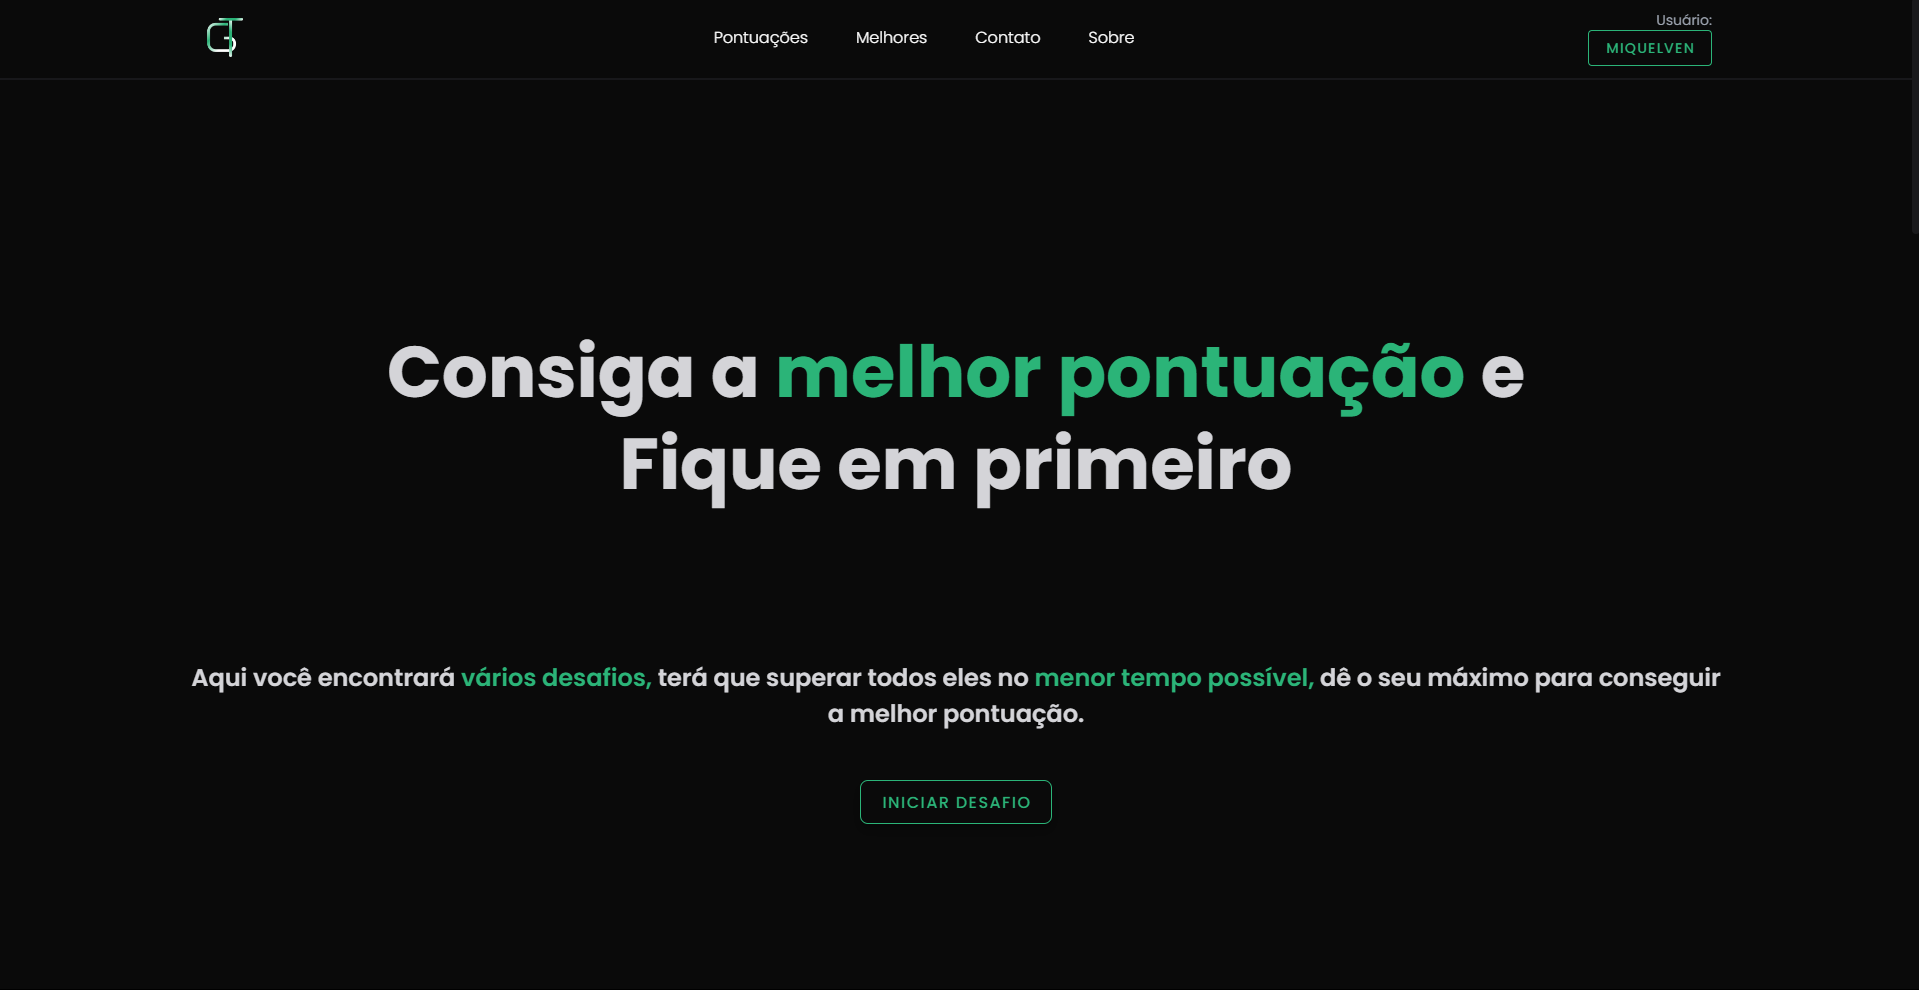 GT
Pontuações
Melhores
Contato
Sobre
Usuário:
MIQUELVEN
Consiga a melhor pontuação e
Fique em primeiro
Aqui você encontrará vários desafios, terá que superar todos eles no menor tempo possível, dê o seu máximo para conseguir
a melhor pontuação.
INICIAR DESAFIO